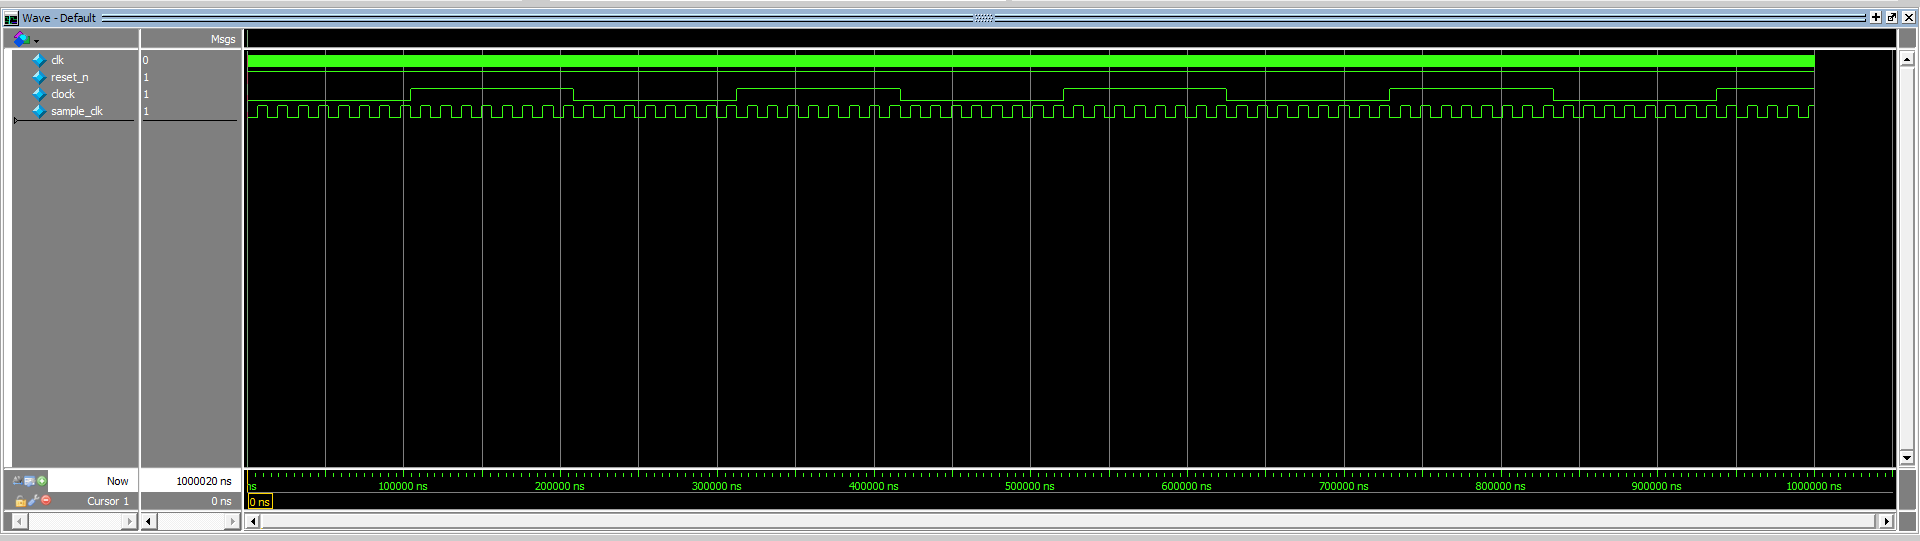 Wave - Default
Msgs
clk 0
reset_n 1
clock 1
sample_clk 1
Now 1000020 ns
ns 100000 ns 200000 ns 300000 ns 400000 ns 500000 ns 600000 ns 700000 ns 800000 ns 900000 ns 1000000 ns
Cursor 1 0 ns
0 ns